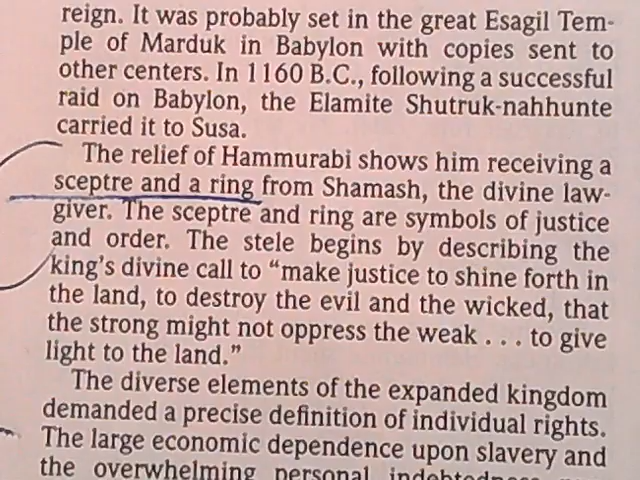 reign. It was probably set in the great Esagil Tem-
ple of Marduk in Babylon with copies sent to
other centers. In 1160 B.C., following a successful
raid on Babylon, the Elamite Shutruk-nahhunte
carried it to Susa.
The relief of Hammurabi shows him receiving a
sceptre and a ring from Shamash, the divine law-
giver. The sceptre and ring are symbols of justice
and order. The stele begins by describing the
king's divine call to “make justice to shine forth in
the land, to destroy the evil and the wicked, that
the strong might not oppress the weak . . . to give
light to the land.”
The diverse elements of the expanded kingdom
demanded a precise definition of individual rights.
The large economic dependence upon slavery and
the overwhelming personal indebtedness